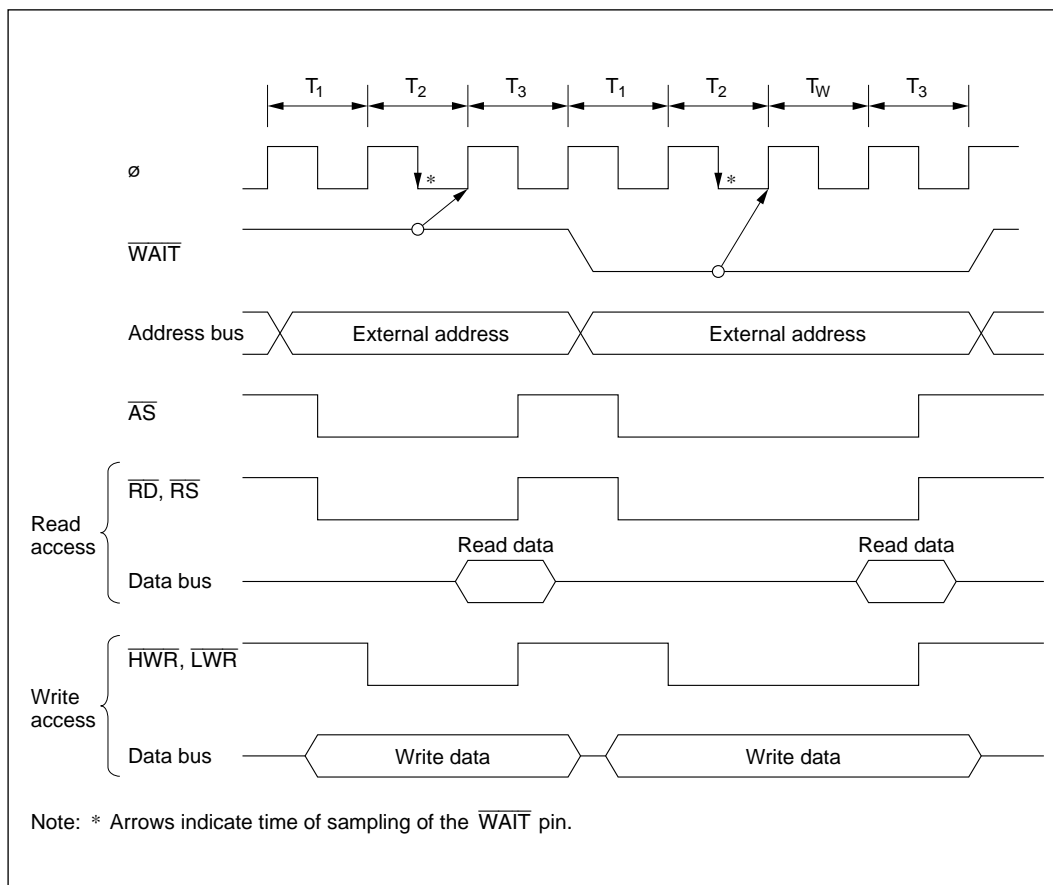 T1 T2 T3 T1 T2 TW T3
ø
* *
WAIT
Address bus External address External address
AS
Read access
RD, RS
Read data Read data
Data bus
Write access
HWR, LWR
Data bus Write data Write data
Note: * Arrows indicate time of sampling of the WAIT pin.